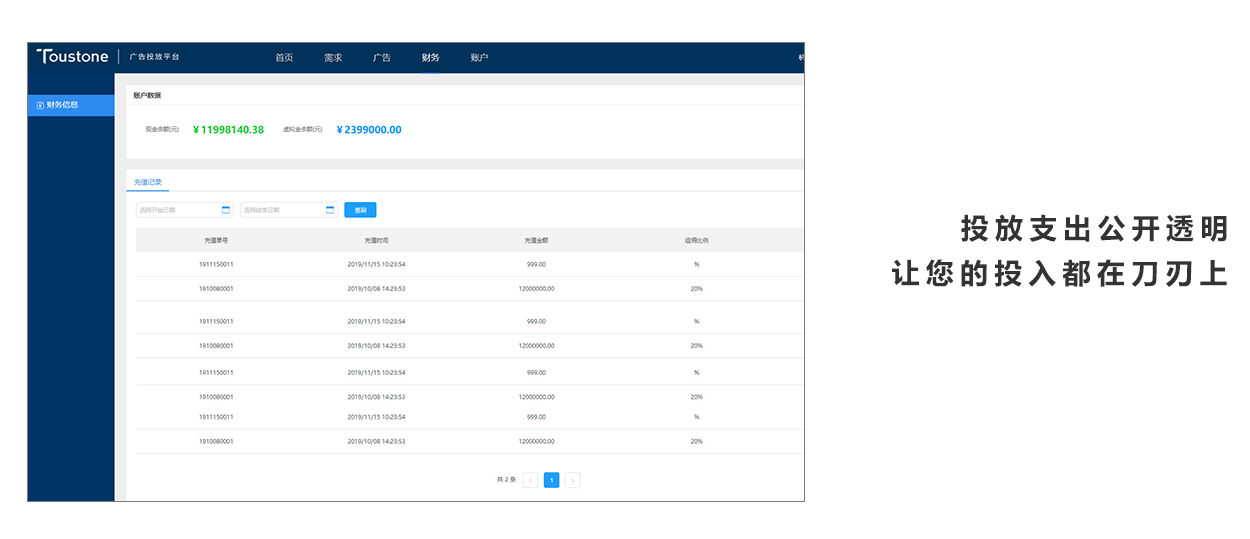 Toustone 广告投放平台 首页 需求 广告 财务 账户
财务信息
账户数据
现金余额(元) ¥11998140.38 虚拟金余额(元) ¥2399000.00
充值记录
选择开始日期 选择结束日期 查询
充值单号 充值时间 充值金额 返佣比例
1911150011 2019/11/15 10:23:54 999.00 %
1910080001 2019/10/08 14:23:53 12000000.00 20%
1911150011 2019/11/15 10:23:54 999.00 %
1910080001 2019/10/08 14:23:53 12000000.00 20%
1911150011 2019/11/15 10:23:54 999.00 %
1910080001 2019/10/08 14:23:53 12000000.00 20%
1911150011 2019/11/15 10:23:54 999.00 %
1910080001 2019/10/08 14:23:53 12000000.00 20%
共 2 条 < 1 >
投放支出公开透明
让您的投入都在刀刃上